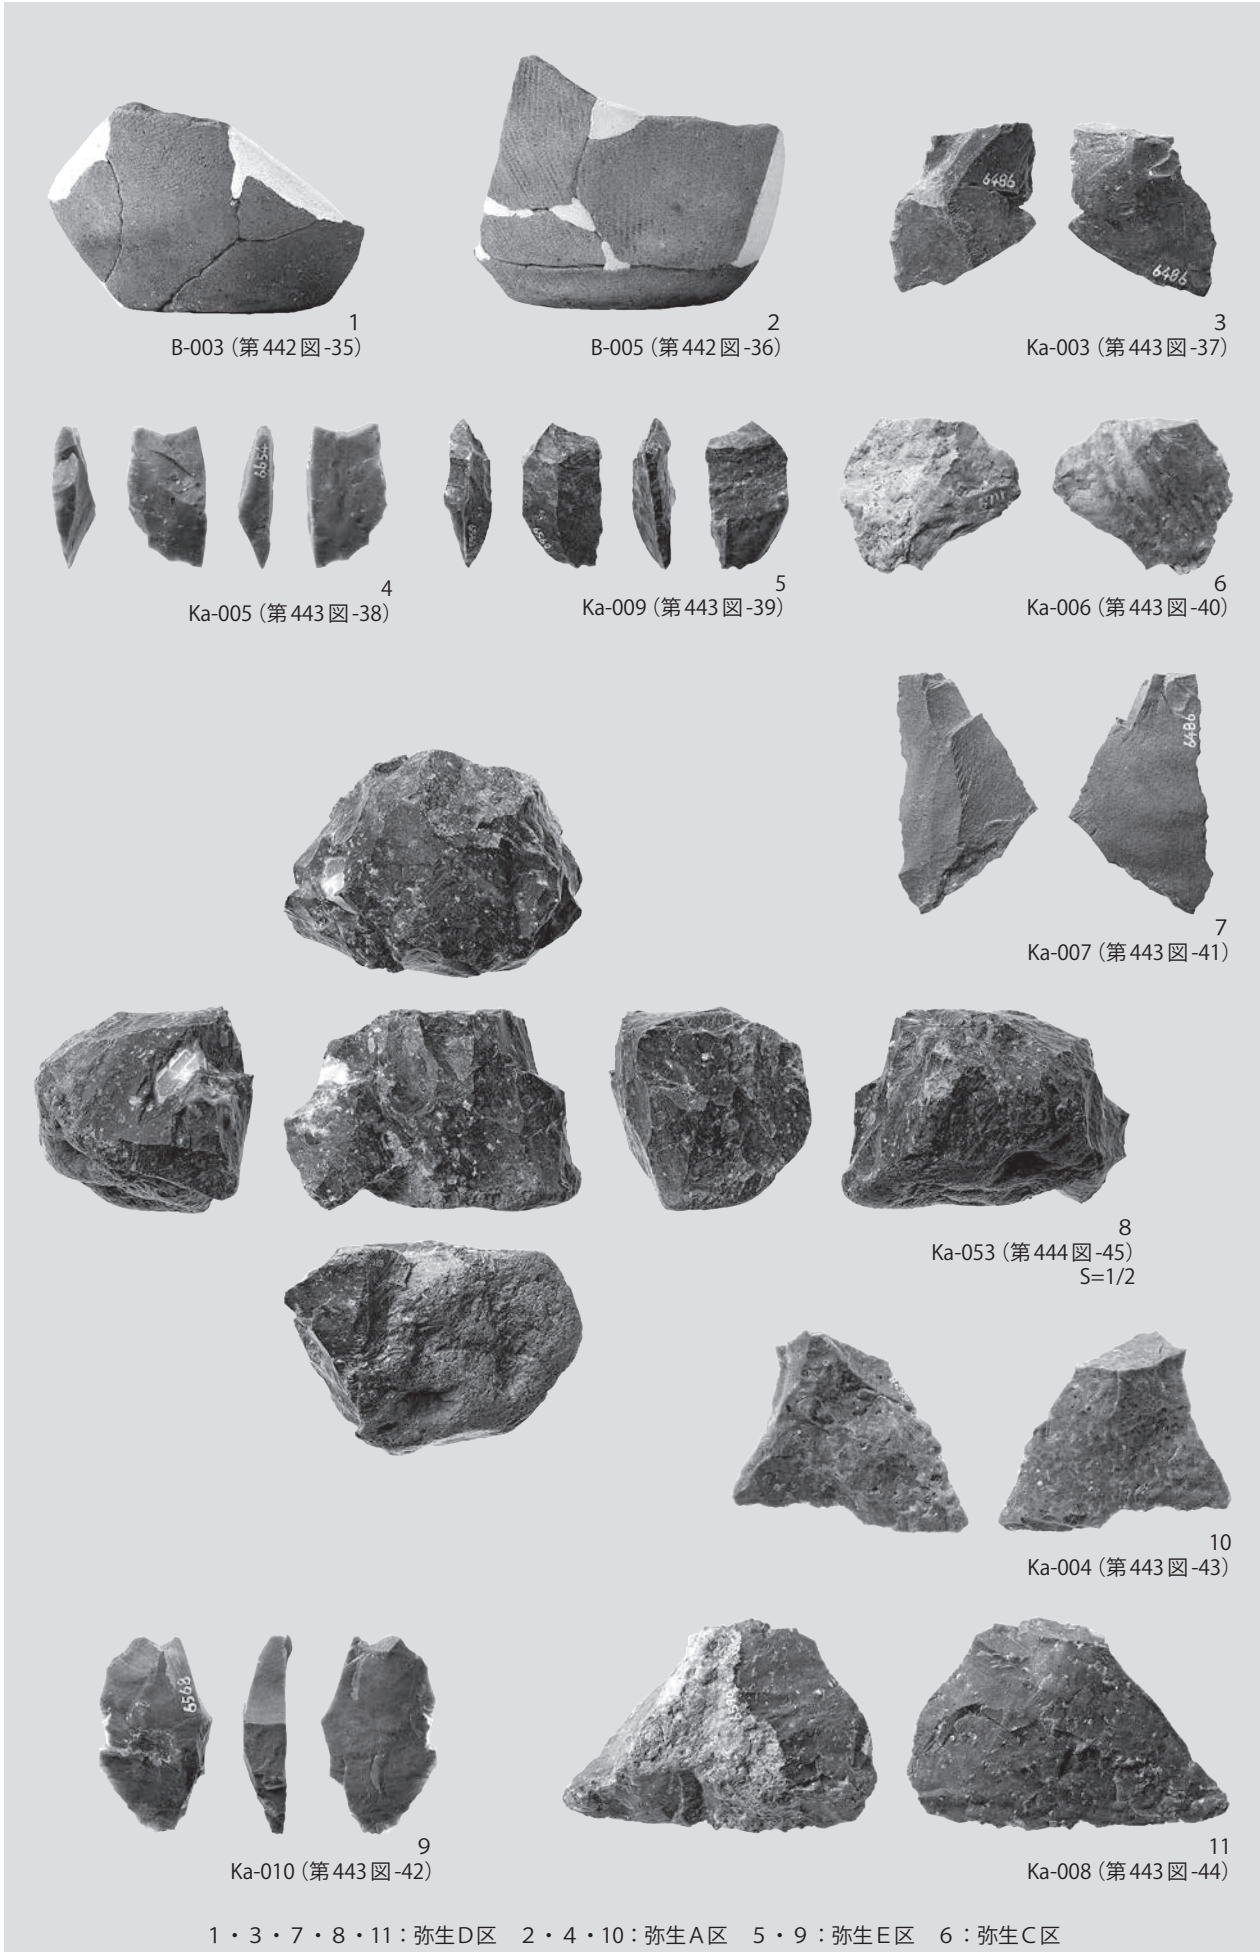 1
B-003（第442図-35）
2
B-005（第442図-36）
6486
6486
3
Ka-003（第443図-37）
6654
4
Ka-005（第443図-38）
6568
5
Ka-009（第443図-39）
6
Ka-006（第443図-40）
6486
7
Ka-007（第443図-41）
8
Ka-053（第444図-45）
S=1/2
10
Ka-004（第443図-43）
6568
9
Ka-010（第443図-42）
11
Ka-008（第443図-44）
1・3・7・8・11：弥生D区　2・4・10：弥生A区　5・9：弥生E区　6：弥生C区